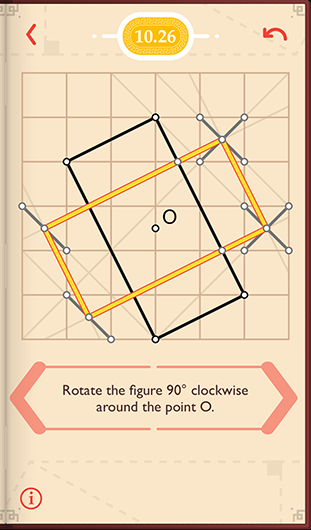 10.26
O
Rotate the figure 90° clockwise
around the point O.
i